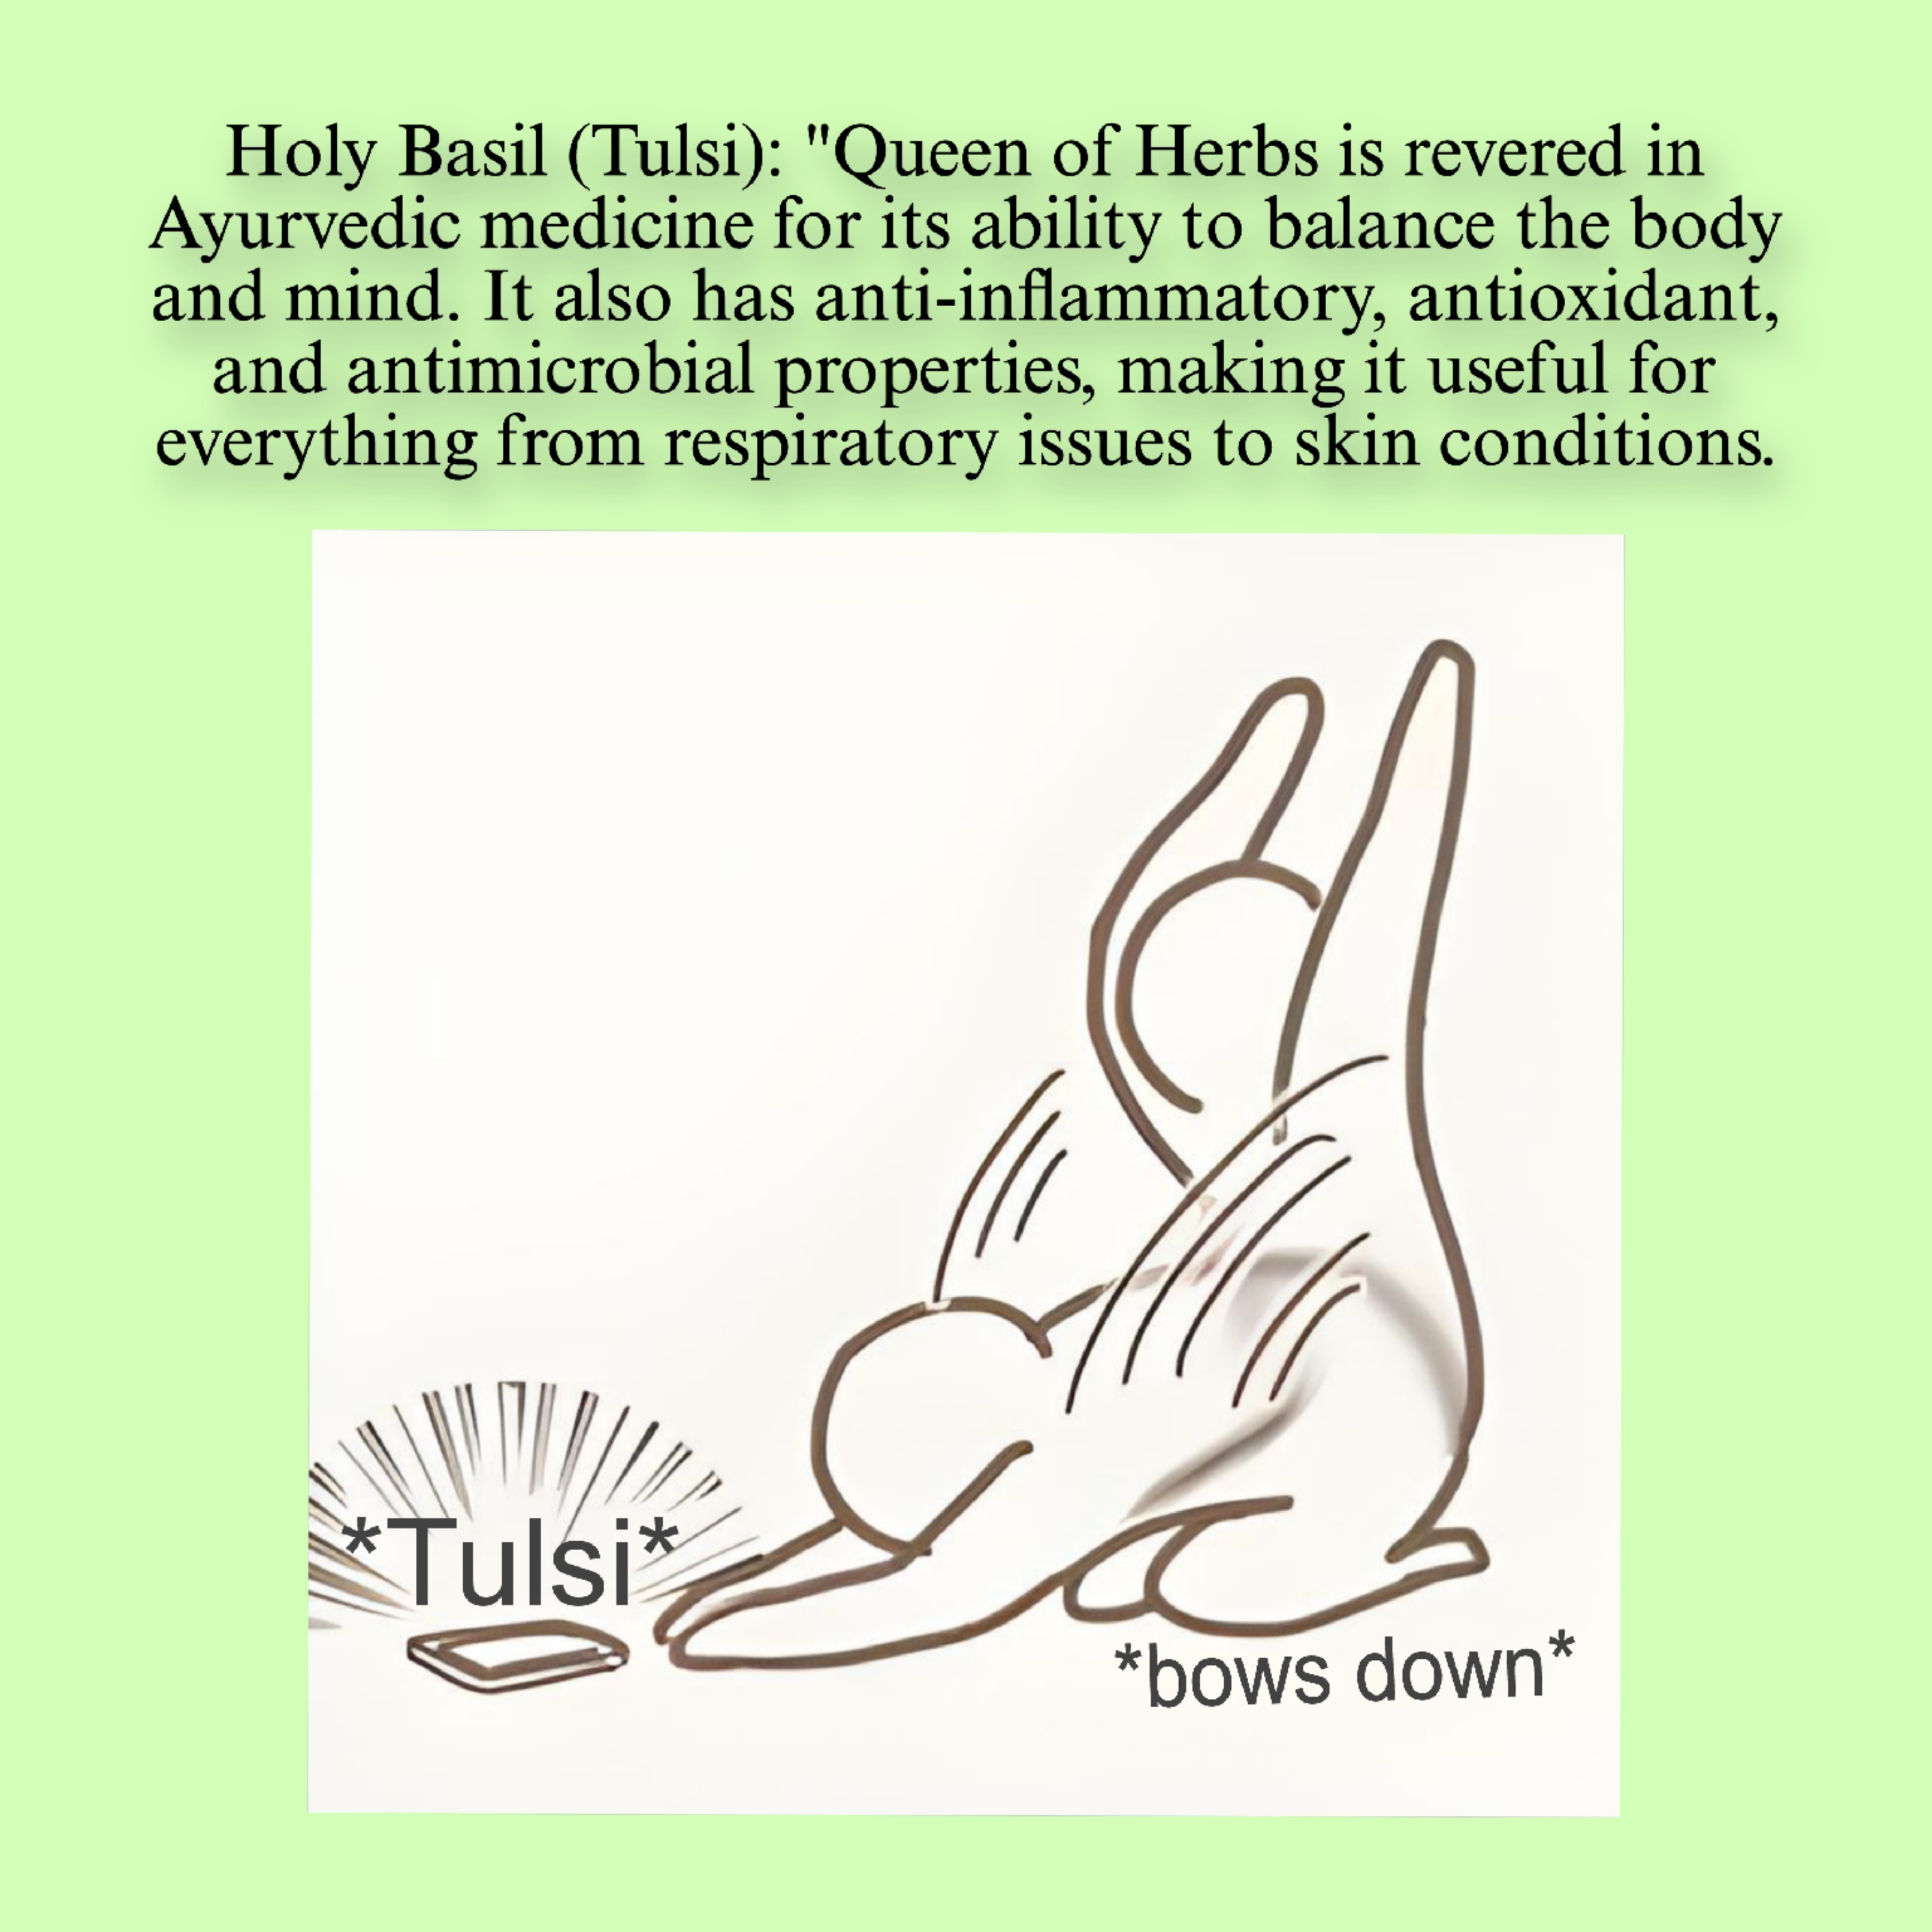 Holy Basil (Tulsi): "Queen of Herbs is revered in
Ayurvedic medicine for its ability to balance the body
and mind. It also has anti-inflammatory, antioxidant,
and antimicrobial properties, making it useful for
everything from respiratory issues to skin conditions.
*Tulsi*
*bows down*